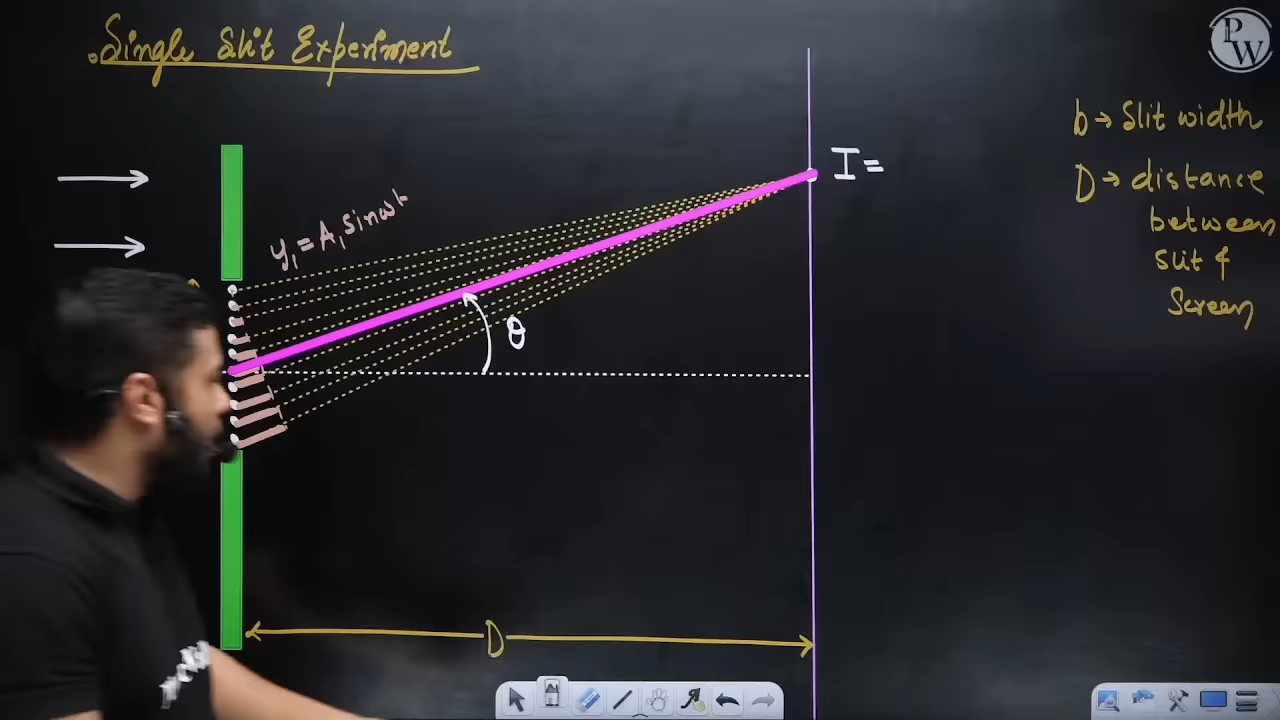 Single Slit Experiment
PW
b → Slit width
I =
D → distance
between
slit &
Screen
y₁ = A₁ sinωt
θ
D